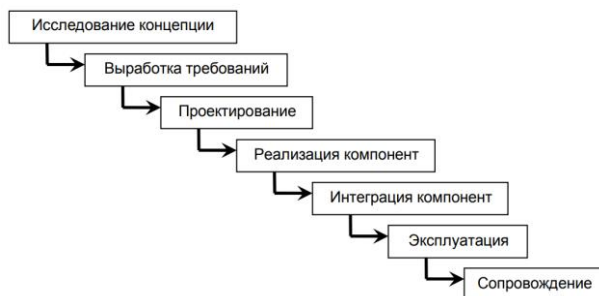 Исследование концепции
Выработка требований
Проектирование
Реализация компонент
Интеграция компонент
Эксплуатация
Сопровождение